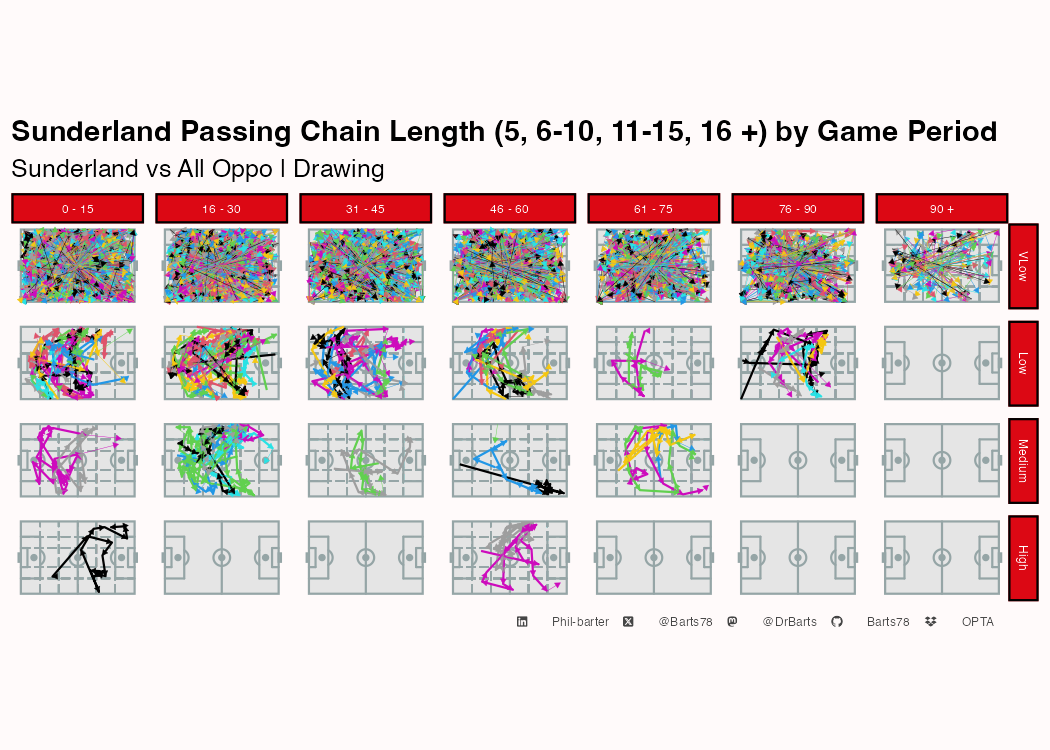 Sunderland Passing Chain Length (5, 6-10, 11-15, 16 +) by Game Period
Sunderland vs All Oppo I Drawing
0 - 15 16 - 30 31 - 45 46 - 60 61 - 75 76 - 90 90 +
VLow
Low
Medium
High
Phil-barter @Barts78 @DrBarts Barts78 OPTA